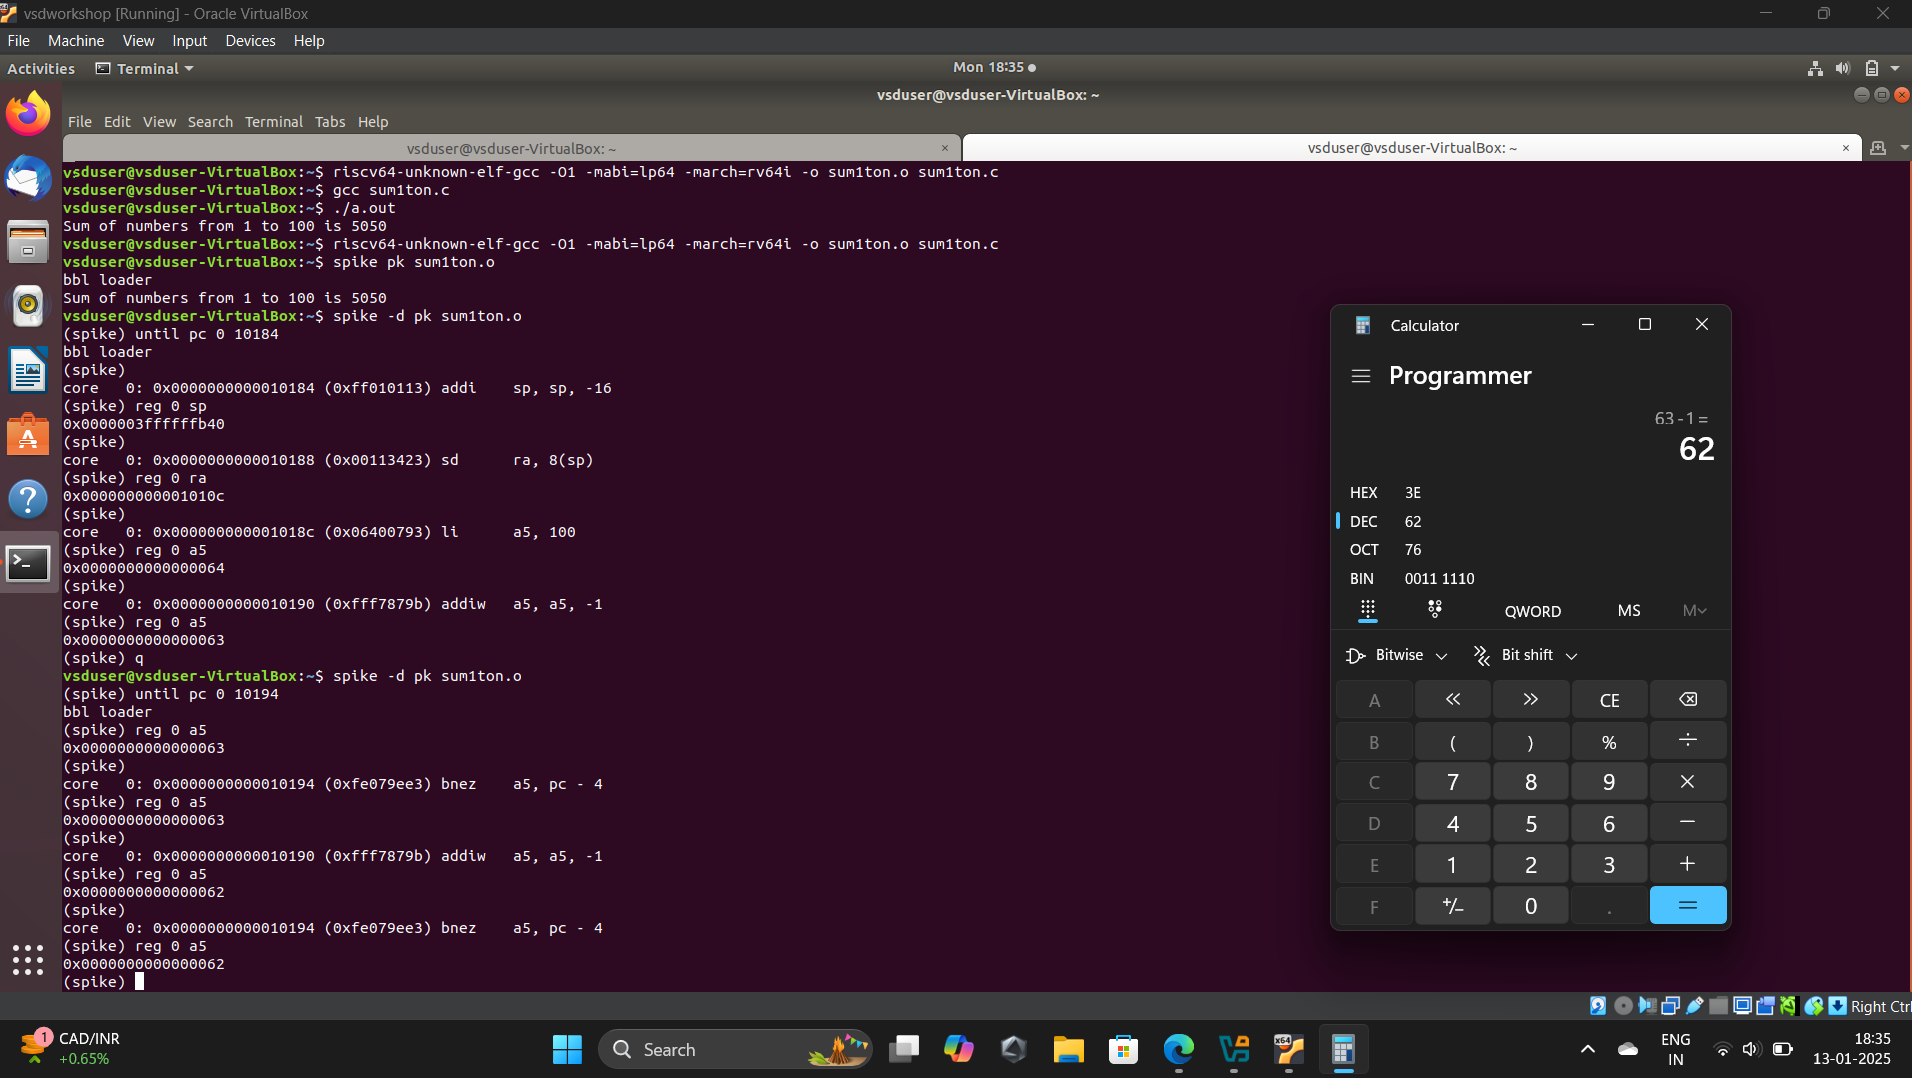 vsdworkshop [Running] - Oracle VirtualBox
File Machine View Input Devices Help
Activities Terminal Mon 18:35
vsduser@vsduser-VirtualBox: ~
File Edit View Search Terminal Tabs Help
vsduser@vsduser-VirtualBox: ~ × vsduser@vsduser-VirtualBox: ~ ×
vsduser@vsduser-VirtualBox:~$ riscv64-unknown-elf-gcc -O1 -mabi=lp64 -march=rv64i -o sum1ton.o sum1ton.c
vsduser@vsduser-VirtualBox:~$ gcc sum1ton.c
vsduser@vsduser-VirtualBox:~$ ./a.out
Sum of numbers from 1 to 100 is 5050
vsduser@vsduser-VirtualBox:~$ riscv64-unknown-elf-gcc -O1 -mabi=lp64 -march=rv64i -o sum1ton.o sum1ton.c
vsduser@vsduser-VirtualBox:~$ spike pk sum1ton.o
bbl loader
Sum of numbers from 1 to 100 is 5050
vsduser@vsduser-VirtualBox:~$ spike -d pk sum1ton.o
(spike) until pc 0 10184
bbl loader
(spike)
core   0: 0x0000000000010184 (0xff010113) addi    sp, sp, -16
(spike) reg 0 sp
0x0000003ffffffb40
(spike)
core   0: 0x0000000000010188 (0x00113423) sd      ra, 8(sp)
(spike) reg 0 ra
0x000000000001010c
(spike)
core   0: 0x000000000001018c (0x06400793) li      a5, 100
(spike) reg 0 a5
0x0000000000000064
(spike)
core   0: 0x0000000000010190 (0xfff7879b) addiw   a5, a5, -1
(spike) reg 0 a5
0x0000000000000063
(spike) q
vsduser@vsduser-VirtualBox:~$ spike -d pk sum1ton.o
(spike) until pc 0 10194
bbl loader
(spike) reg 0 a5
0x0000000000000063
(spike)
core   0: 0x0000000000010194 (0xfe079ee3) bnez    a5, pc - 4
(spike) reg 0 a5
0x0000000000000063
(spike)
core   0: 0x0000000000010190 (0xfff7879b) addiw   a5, a5, -1
(spike) reg 0 a5
0x0000000000000062
(spike)
core   0: 0x0000000000010194 (0xfe079ee3) bnez    a5, pc - 4
(spike) reg 0 a5
0x0000000000000062
(spike)
Calculator
Programmer
63 - 1 =
62
HEX 3E
DEC 62
OCT 76
BIN 0011 1110
QWORD MS M
Bitwise Bit shift
A << >> CE
B ( ) % ÷
C 7 8 9 ×
D 4 5 6 −
E 1 2 3 +
F +/− 0 . =
Right Ctrl
1 CAD/INR
+0.65%
Search
x64
ENG
IN
18:35
13-01-2025